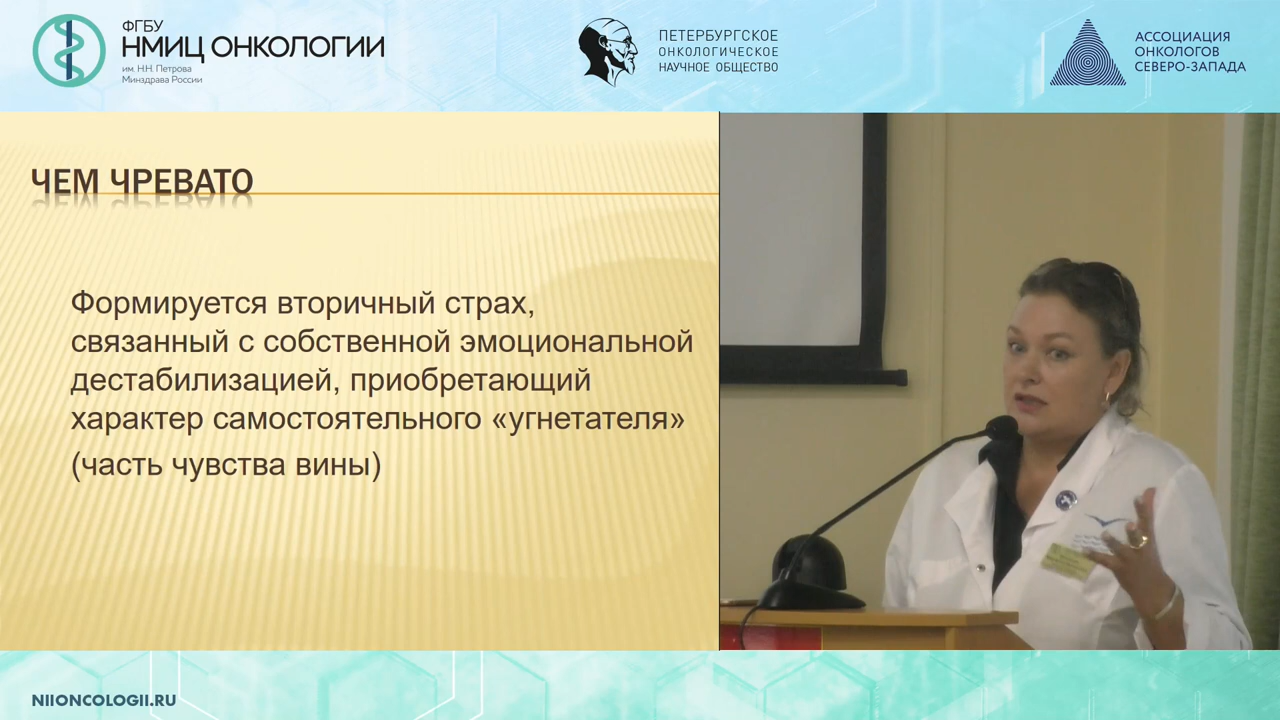 ФГБУ
НМИЦ ОНКОЛОГИИ
им. Н.Н. Петрова
Минздрава России
ПЕТЕРБУРГСКОЕ
ОНКОЛОГИЧЕСКОЕ
НАУЧНОЕ ОБЩЕСТВО
АССОЦИАЦИЯ
ОНКОЛОГОВ
СЕВЕРО-ЗАПАДА
ЧЕМ ЧРЕВАТО
Формируется вторичный страх,
связанный с собственной эмоциональной
дестабилизацией, приобретающий
характер самостоятельного «угнетателя»
(часть чувства вины)
NIIONCOLOGII.RU